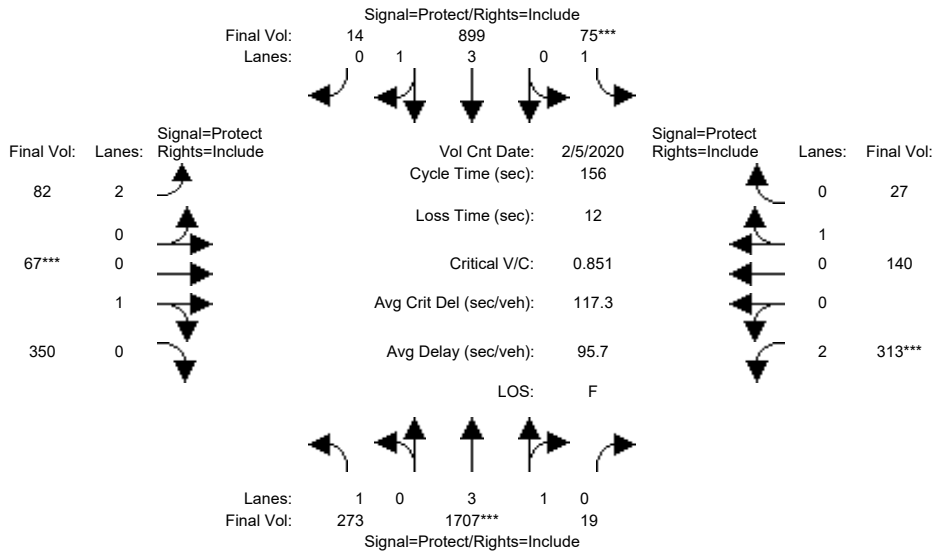 Signal=Protect/Rights=Include
Final Vol: 14 899 75***
Lanes: 0 1 3 0 1
Signal=Protect
Final Vol: Lanes: Rights=Include
Vol Cnt Date: 2/5/2020
Signal=Protect
Rights=Include Lanes: Final Vol:
Cycle Time (sec): 156
82 2
0 27
Loss Time (sec): 12
0
1
67*** 0
Critical V/C: 0.851
0 140
1
Avg Crit Del (sec/veh): 117.3
0
350 0
Avg Delay (sec/veh): 95.7
2 313***
LOS: F
Lanes: 1 0 3 1 0
Final Vol: 273 1707*** 19
Signal=Protect/Rights=Include